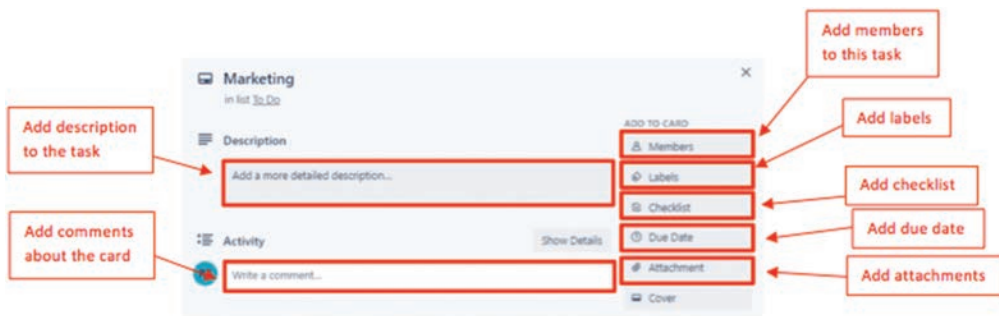 Add members
to this task
Marketing
in list To Do
ADD TO CARD
Add labels
Add description
to the task
Description
Members
Add a more detailed description...
Labels
Add checklist
Checklist
Add comments
about the card
Activity
Show Details
Due Date
Add due date
Write a comment...
Attachment
Add attachments
Cover